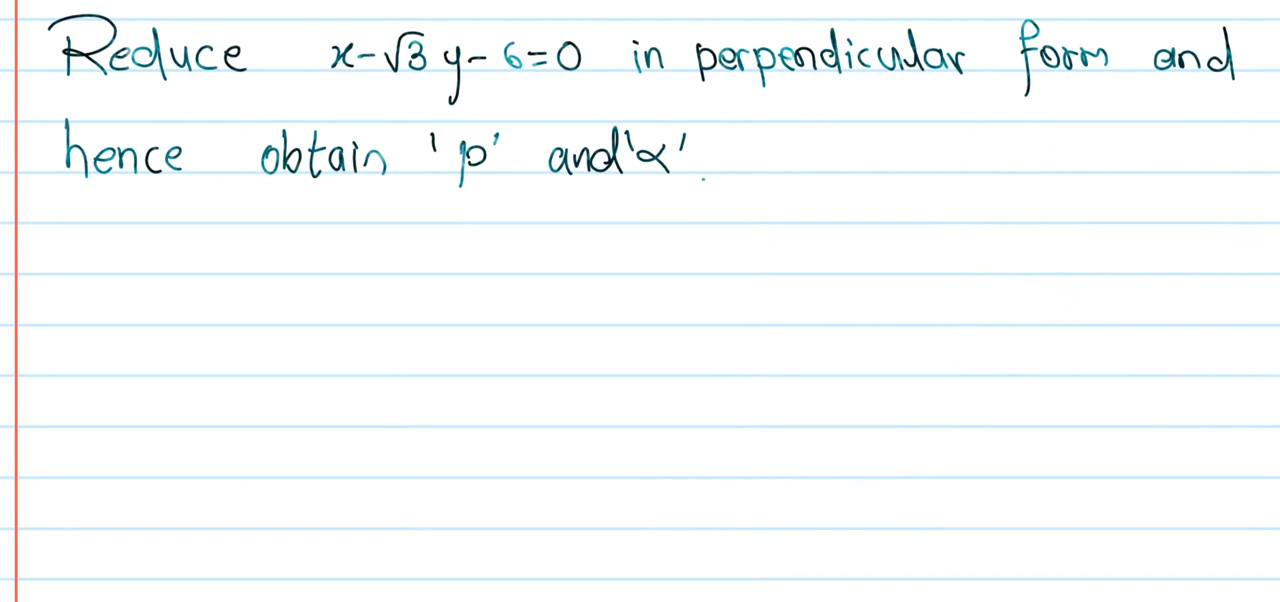 Reduce x-√3 y-6=0 in perpendicular form and
hence obtain 'p' and 'α'.